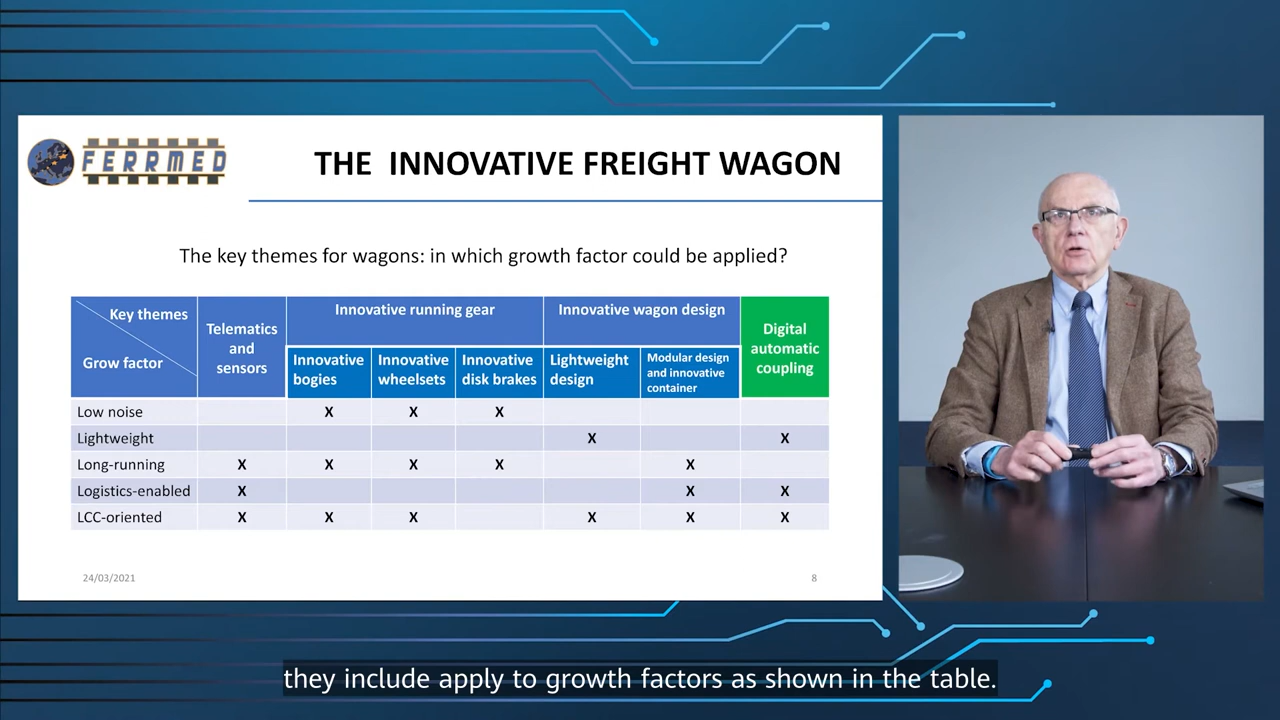 FERRMED
THE INNOVATIVE FREIGHT WAGON
The key themes for wagons: in which growth factor could be applied?
Key themes
Grow factor
Telematics
and
sensors
Innovative running gear
Innovative wagon design
Digital
automatic
coupling
Innovative
bogies
Innovative
wheelsets
Innovative
disk brakes
Lightweight
design
Modular design
and innovative
container
Low noise X X X
Lightweight X X
Long-running X X X X X
Logistics-enabled X X X
LCC-oriented X X X X X X
24/03/2021
8
they include apply to growth factors as shown in the table.